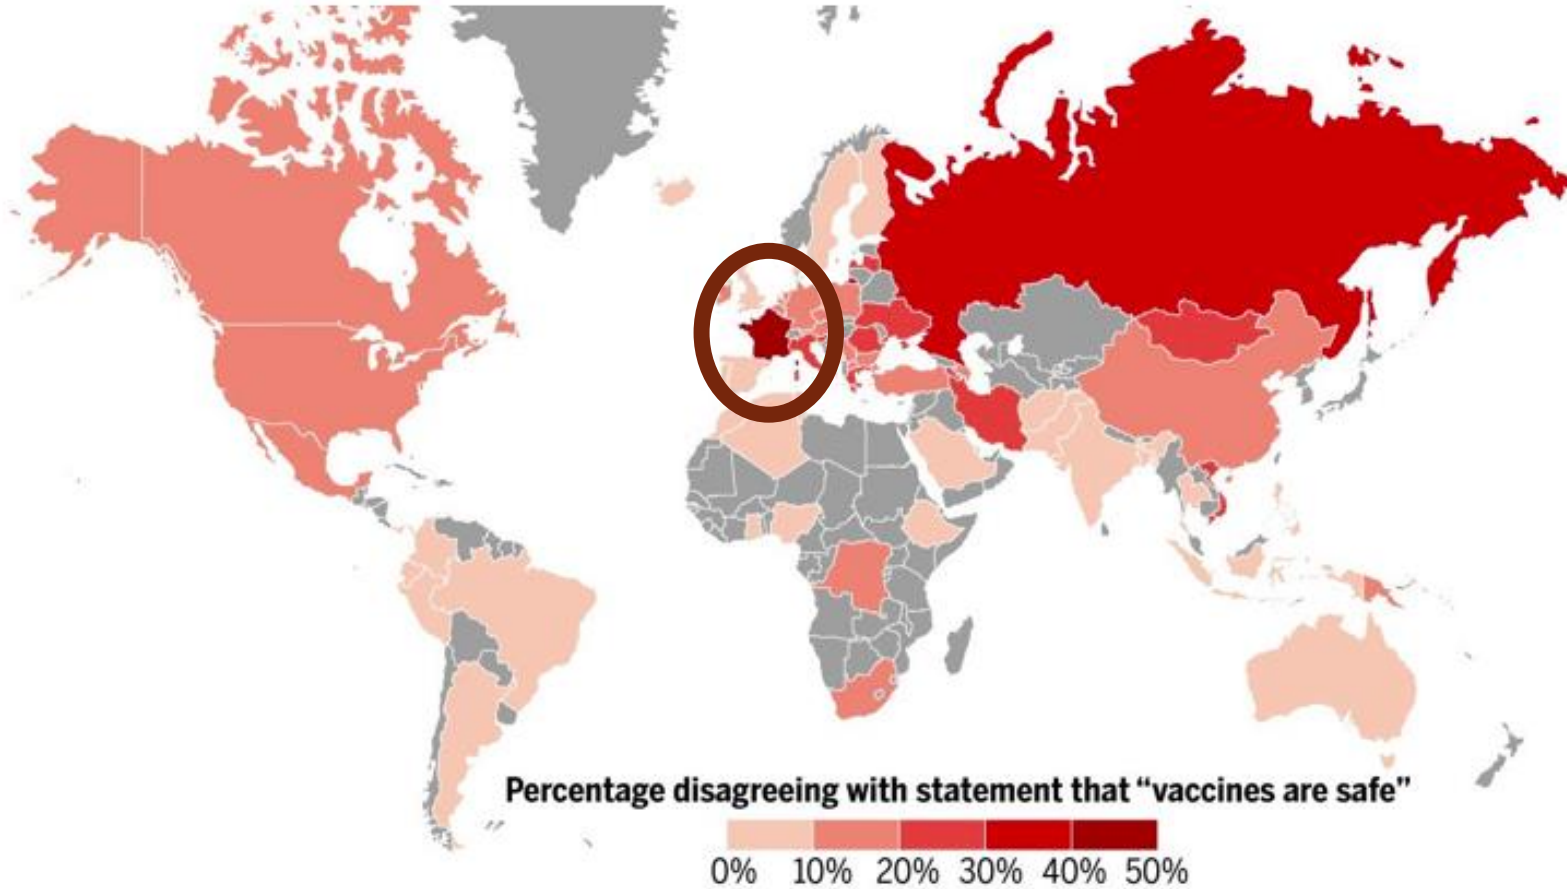 Percentage disagreeing with statement that “vaccines are safe”
0% 10% 20% 30% 40% 50%